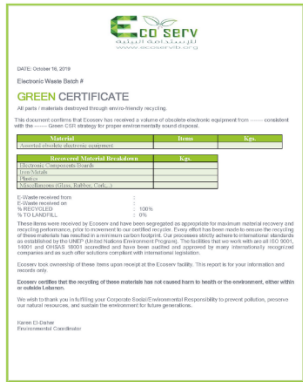 Ecoserv
www.ecoserv-lb.org
DATE: October 16, 2019
Electronic Waste Batch #
GREEN CERTIFICATE
All parts / materials destroyed through enviro-friendly recycling.
This document confirms that Ecoserv has received a volume of obsolete electronic equipment from ------- consistent
with the ------- Green CSR strategy for proper environmentally sound disposal.
Material Items Kgs.
Assorted obsolete electronic equipment
Recovered Material Breakdown Kgs.
Electronic Components/Boards
Iron/Metals
Plastics
Miscellaneous (Glass, Rubber, Cork...)
E-Waste received from :
E-Waste received on :
% RECYCLED : 100%
% TO LANDFILL : 0%
These items were received by Ecoserv and have been segregated as appropriate for maximum material recovery and
recycling performance, prior to movement to our certified recycler. Every effort has been made to ensure the recycling
of these materials has resulted in a minimum carbon footprint. Our processes strictly adhere to international standards
as established by the UNEP (United Nations Environment Program). The facilities that we work with are all ISO 9001,
14001 and OHSAS 18001 accredited and have been audited and approved by many internationally recognized
companies and as such offer solutions compliant with international legislation.
Ecoserv took ownership of these items upon receipt at the Ecoserv facility. This report is for your information and
records only.
Ecoserv certifies that the recycling of these materials has not caused harm to health or the environment, either within
or outside Lebanon.
We wish to thank you in fulfilling your Corporate Social/Environmental Responsibility to prevent pollution, preserve
our natural resources, and sustain the environment for future generations.
Karen El-Daher
Environmental Coordinator